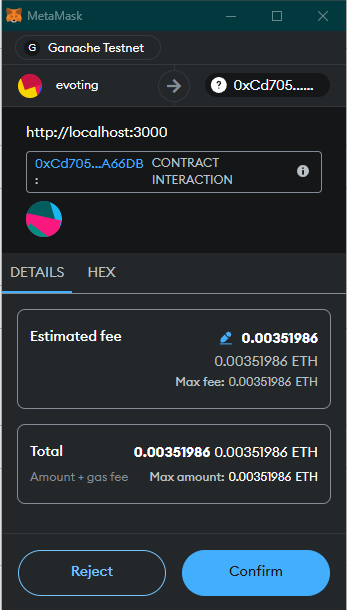 MetaMask
G Ganache Testnet
evoting
? 0xCd705......
http://localhost:3000
0xCd705...A66DB CONTRACT
: INTERACTION
DETAILS HEX
Estimated fee 0.00351986
0.00351986 ETH
Max fee: 0.00351986 ETH
Total 0.00351986 0.00351986 ETH
Amount + gas fee Max amount: 0.00351986 ETH
Reject Confirm